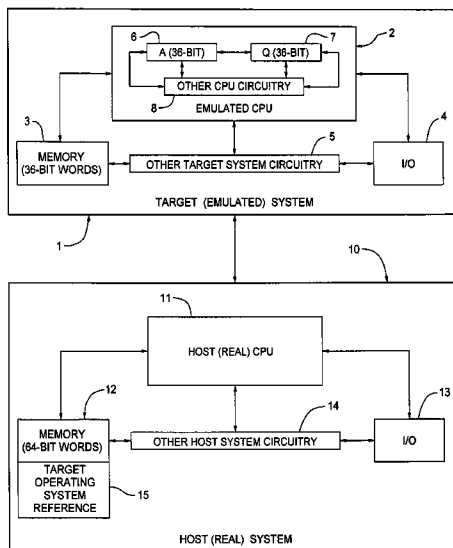 6
7
2
A (36-BIT)
Q (36-BIT)
OTHER CPU CIRCUITRY
8
EMULATED CPU
3
5
4
MEMORY
(36-BIT WORDS)
OTHER TARGET SYSTEM CIRCUITRY
I/O
TARGET (EMULATED) SYSTEM
1
10
11
HOST (REAL) CPU
12
14
13
MEMORY
(64-BIT WORDS)
OTHER HOST SYSTEM CIRCUITRY
I/O
TARGET
OPERATING
SYSTEM
REFERENCE
15
HOST (REAL) SYSTEM